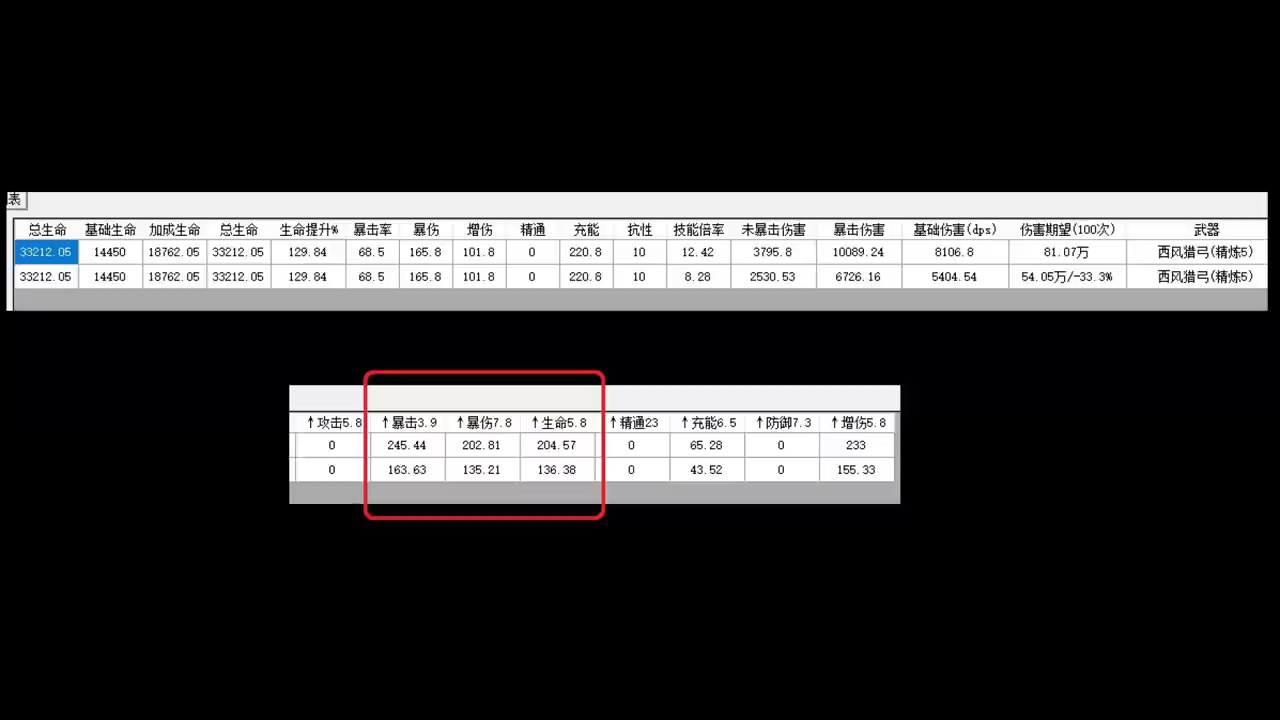 表
总生命 基础生命 加成生命 总生命 生命提升% 暴击率 暴伤 增伤 精通 充能 抗性 技能倍率 未暴击伤害 暴击伤害 基础伤害(dps) 伤害期望(100次) 武器
33212.05 14450 18762.05 33212.05 129.84 68.5 165.8 101.8 0 220.8 10 12.42 3795.8 10089.24 8106.8 81.07万 西风猎弓(精炼5)
33212.05 14450 18762.05 33212.05 129.84 68.5 165.8 101.8 0 220.8 10 8.28 2530.53 6726.16 5404.54 54.05万/-33.3% 西风猎弓(精炼5)
↑攻击5.8 ↑暴击3.9 ↑暴伤7.8 ↑生命5.8 ↑精通23 ↑充能6.5 ↑防御7.3 ↑增伤5.8
0 245.44 202.81 204.57 0 65.28 0 233
0 163.63 135.21 136.38 0 43.52 0 155.33